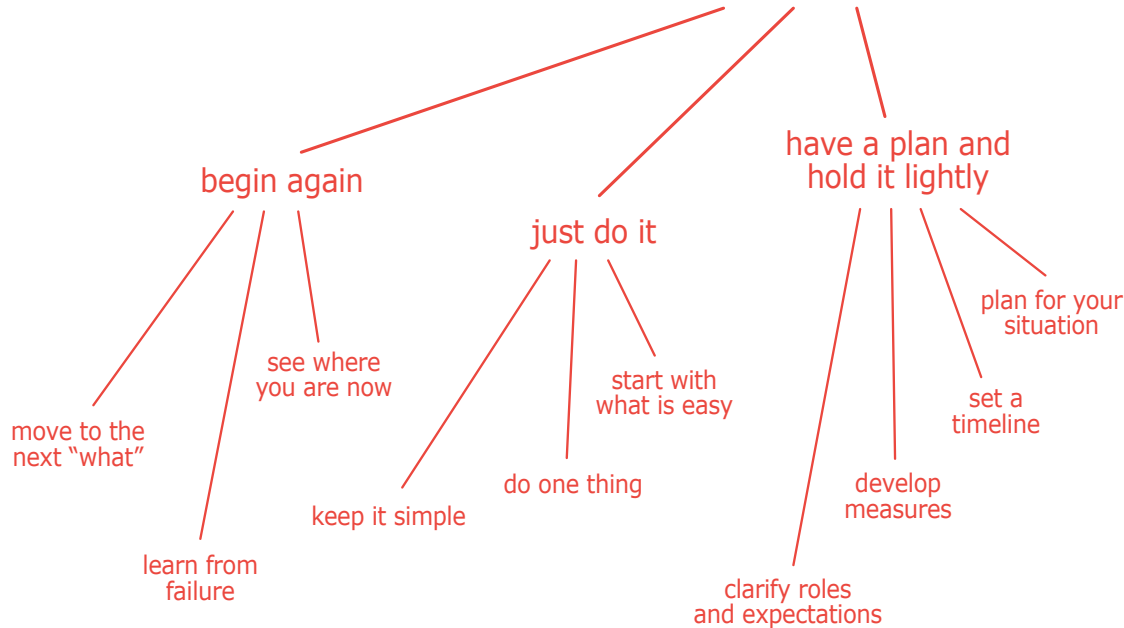 have a plan and
hold it lightly
begin again
just do it
plan for your
situation
see where
you are now
start with
what is easy
set a
timeline
move to the
next “what”
do one thing
develop
measures
keep it simple
learn from
failure
clarify roles
and expectations